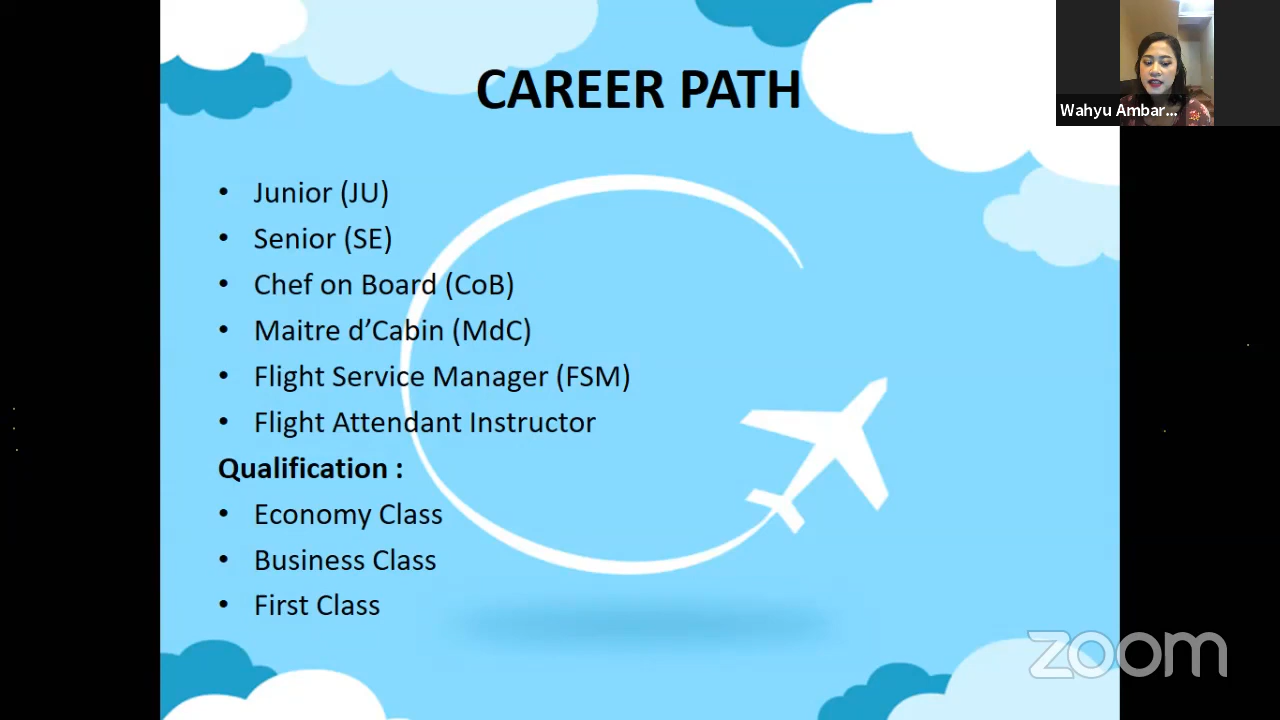 CAREER PATH
Wahyu Ambar...
• Junior (JU)
• Senior (SE)
• Chef on Board (CoB)
• Maitre d’Cabin (MdC)
• Flight Service Manager (FSM)
• Flight Attendant Instructor
Qualification :
• Economy Class
• Business Class
• First Class
zoom